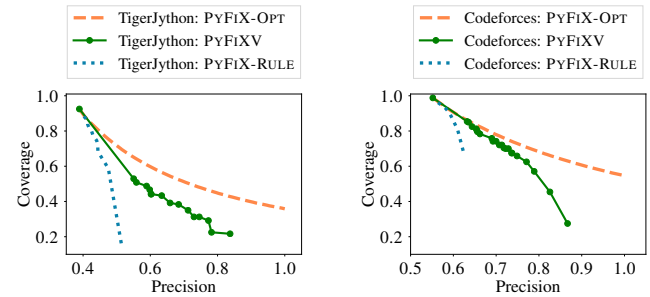 TigerJython: PYFIX-OPT
TigerJython: PYFIXV
TigerJython: PYFIX-RULE
1.0
0.8
0.6
0.4
0.2
Coverage
0.4 0.6 0.8 1.0
Precision
Codeforces: PYFIX-OPT
Codeforces: PYFIXV
Codeforces: PYFIX-RULE
1.0
0.8
0.6
0.4
0.2
Coverage
0.5 0.6 0.7 0.8 0.9 1.0
Precision